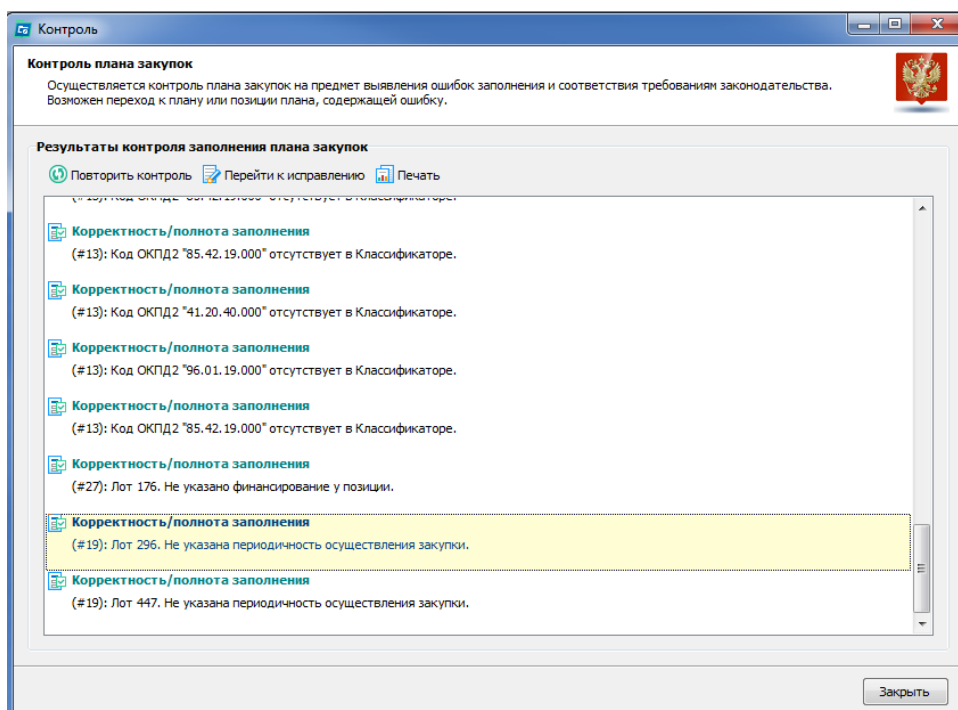 Контроль
Контроль плана закупок
Осуществляется контроль плана закупок на предмет выявления ошибок заполнения и соответствия требованиям законодательства.
Возможен переход к плану или позиции плана, содержащей ошибку.
Результаты контроля заполнения плана закупок
Повторить контроль Перейти к исправлению Печать
отсутствует в Классификаторе.
Корректность/полнота заполнения
(#13): Код ОКПД2 "85.42.19.000" отсутствует в Классификаторе.
Корректность/полнота заполнения
(#13): Код ОКПД2 "41.20.40.000" отсутствует в Классификаторе.
Корректность/полнота заполнения
(#13): Код ОКПД2 "96.01.19.000" отсутствует в Классификаторе.
Корректность/полнота заполнения
(#13): Код ОКПД2 "85.42.19.000" отсутствует в Классификаторе.
Корректность/полнота заполнения
(#27): Лот 176. Не указано финансирование у позиции.
Корректность/полнота заполнения
(#19): Лот 296. Не указана периодичность осуществления закупки.
Корректность/полнота заполнения
(#19): Лот 447. Не указана периодичность осуществления закупки.
Закрыть